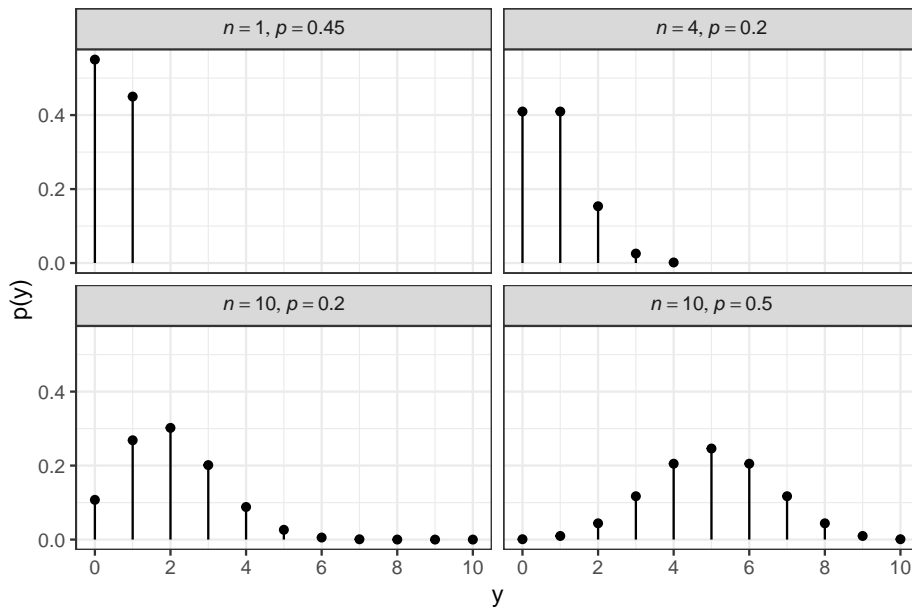 n = 1, p = 0.45
n = 4, p = 0.2
0.4
0.2
0.0
p(y)
n = 10, p = 0.2
n = 10, p = 0.5
0.4
0.2
0.0
0 2 4 6 8 10
0 2 4 6 8 10
y